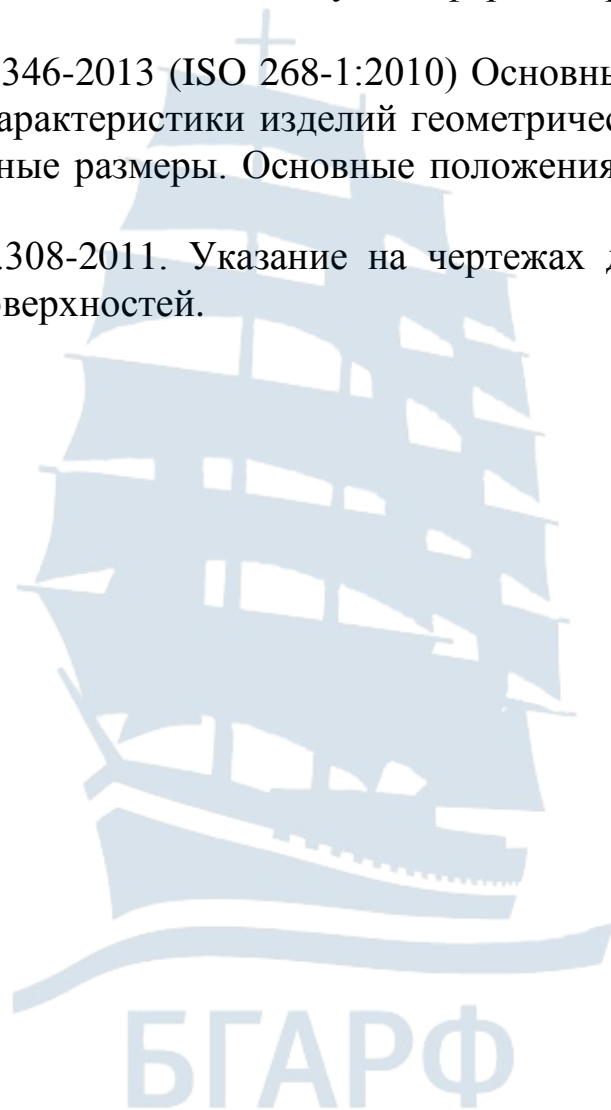 346-2013 (ISO 268-1:2010) Основны
арактеристики изделий геометричес
ные размеры. Основные положения
.308-2011. Указание на чертежах д
оверхностей.
БГАРФ